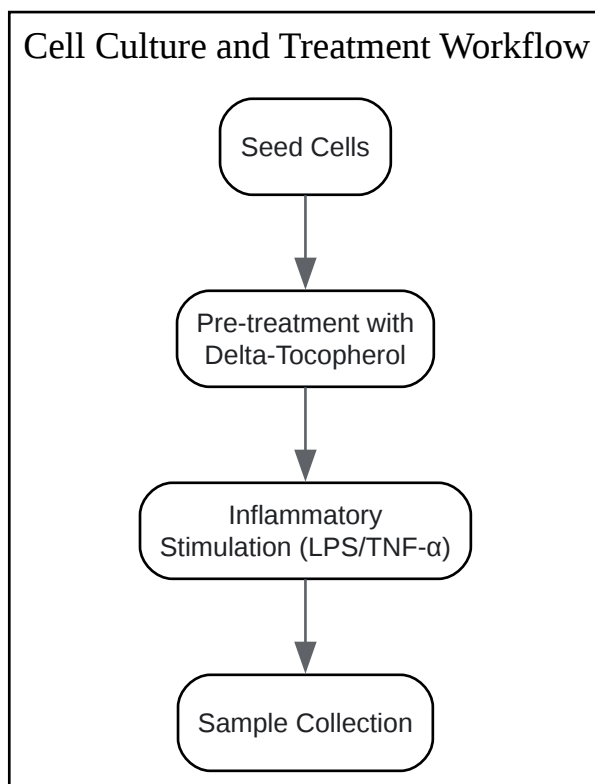 Cell Culture and Treatment Workflow
Seed Cells
Pre-treatment with
Delta-Tocopherol
Inflammatory
Stimulation (LPS/TNF-α)
Sample Collection